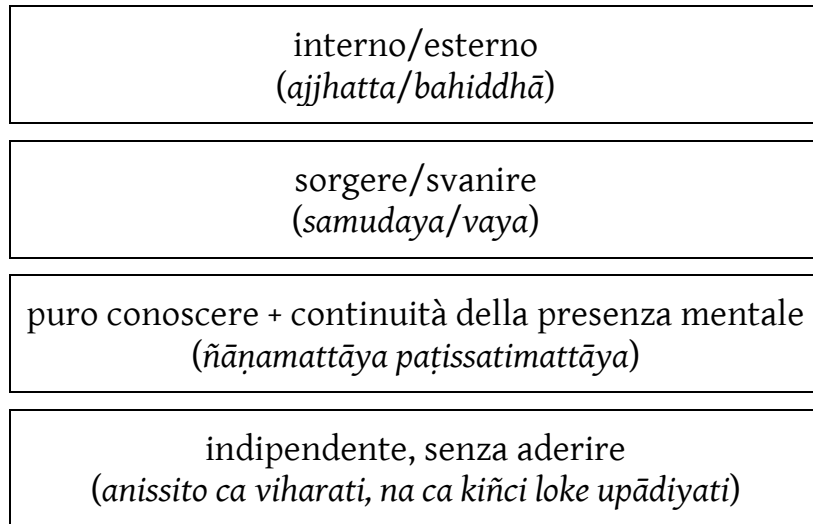 interno/esterno
(ajjhatta/bahiddhā)
sorgere/svanire
(samudaya/vaya)
puro conoscere + continuità della presenza mentale
(ñāṇamattāya paṭissatimattāya)
indipendente, senza aderire
(anissito ca viharati, na ca kiñci loke upādiyati)